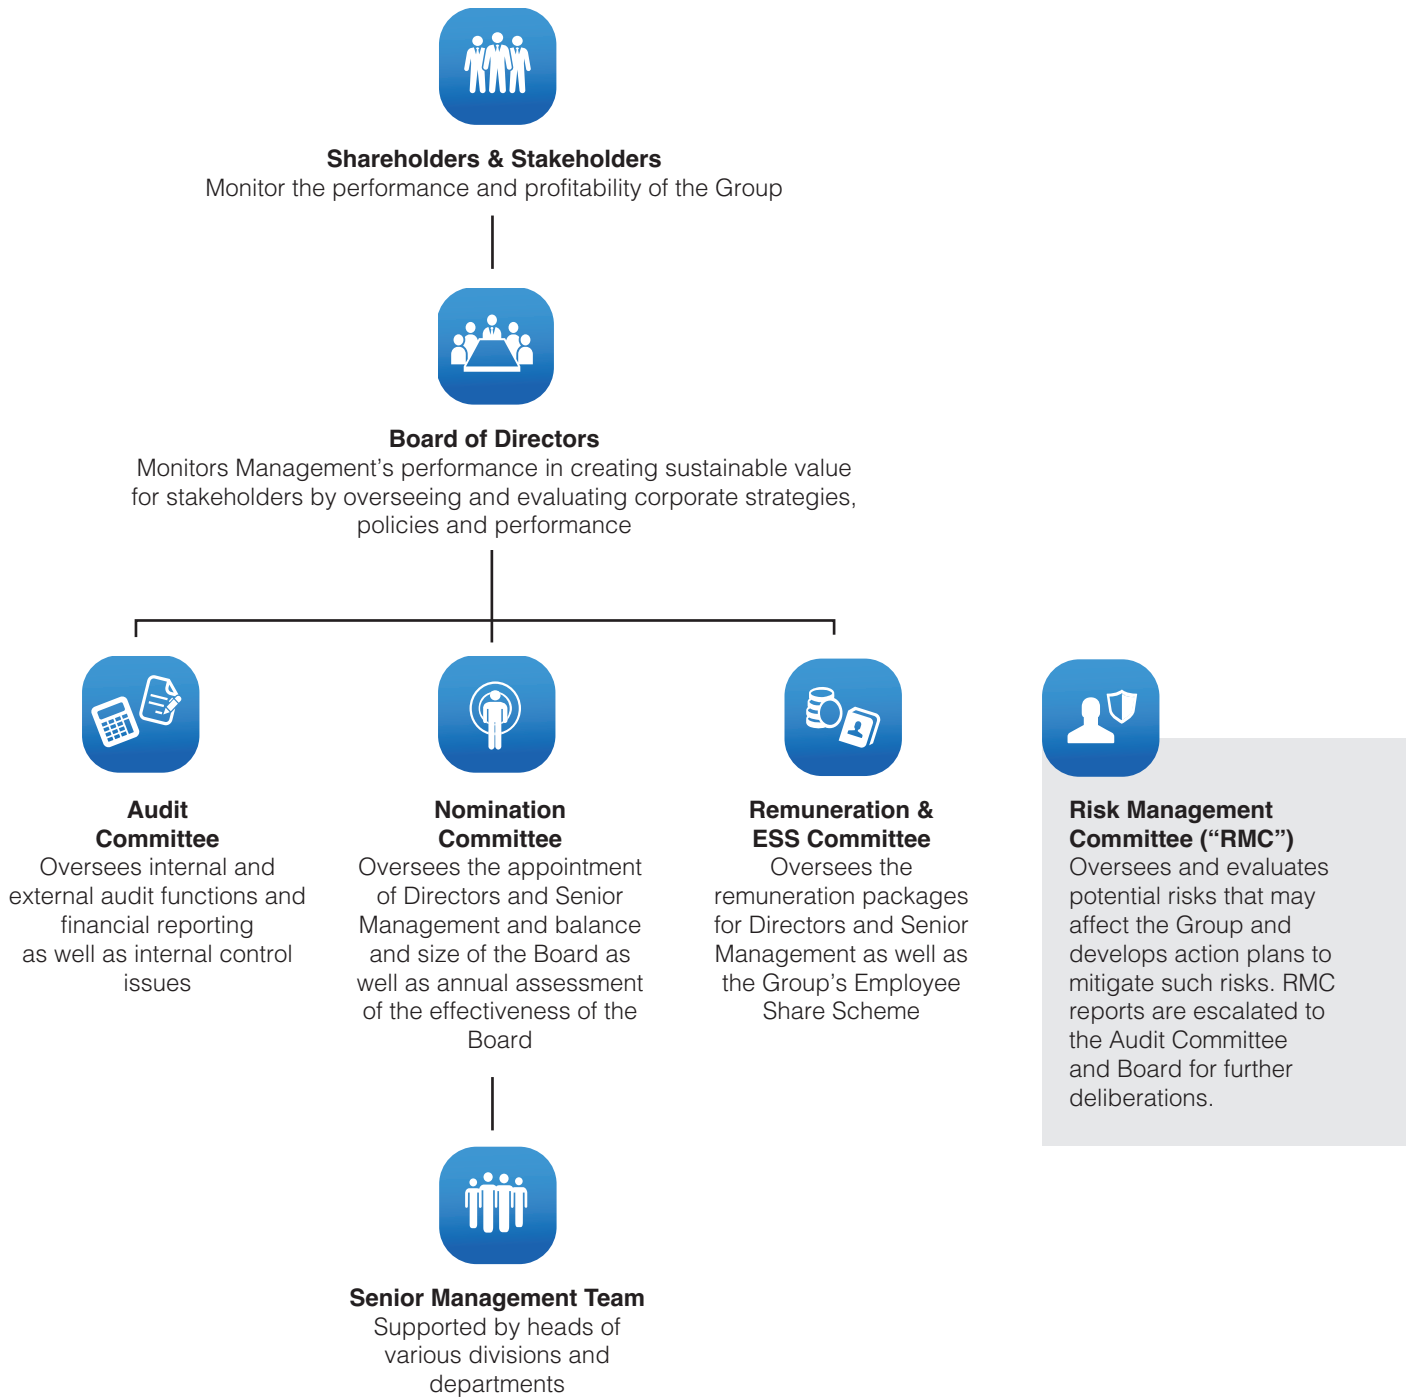 Shareholders & Stakeholders
Monitor the performance and profitability of the Group
Board of Directors
Monitors Management’s performance in creating sustainable value
for stakeholders by overseeing and evaluating corporate strategies,
policies and performance
Audit
Committee
Oversees internal and
external audit functions and
financial reporting
as well as internal control
issues
Nomination
Committee
Oversees the appointment
of Directors and Senior
Management and balance
and size of the Board as
well as annual assessment
of the effectiveness of the
Board
Remuneration &
ESS Committee
Oversees the
remuneration packages
for Directors and Senior
Management as well as
the Group’s Employee
Share Scheme
Risk Management
Committee (“RMC”)
Oversees and evaluates
potential risks that may
affect the Group and
develops action plans to
mitigate such risks. RMC
reports are escalated to
the Audit Committee
and Board for further
deliberations.
Senior Management Team
Supported by heads of
various divisions and
departments